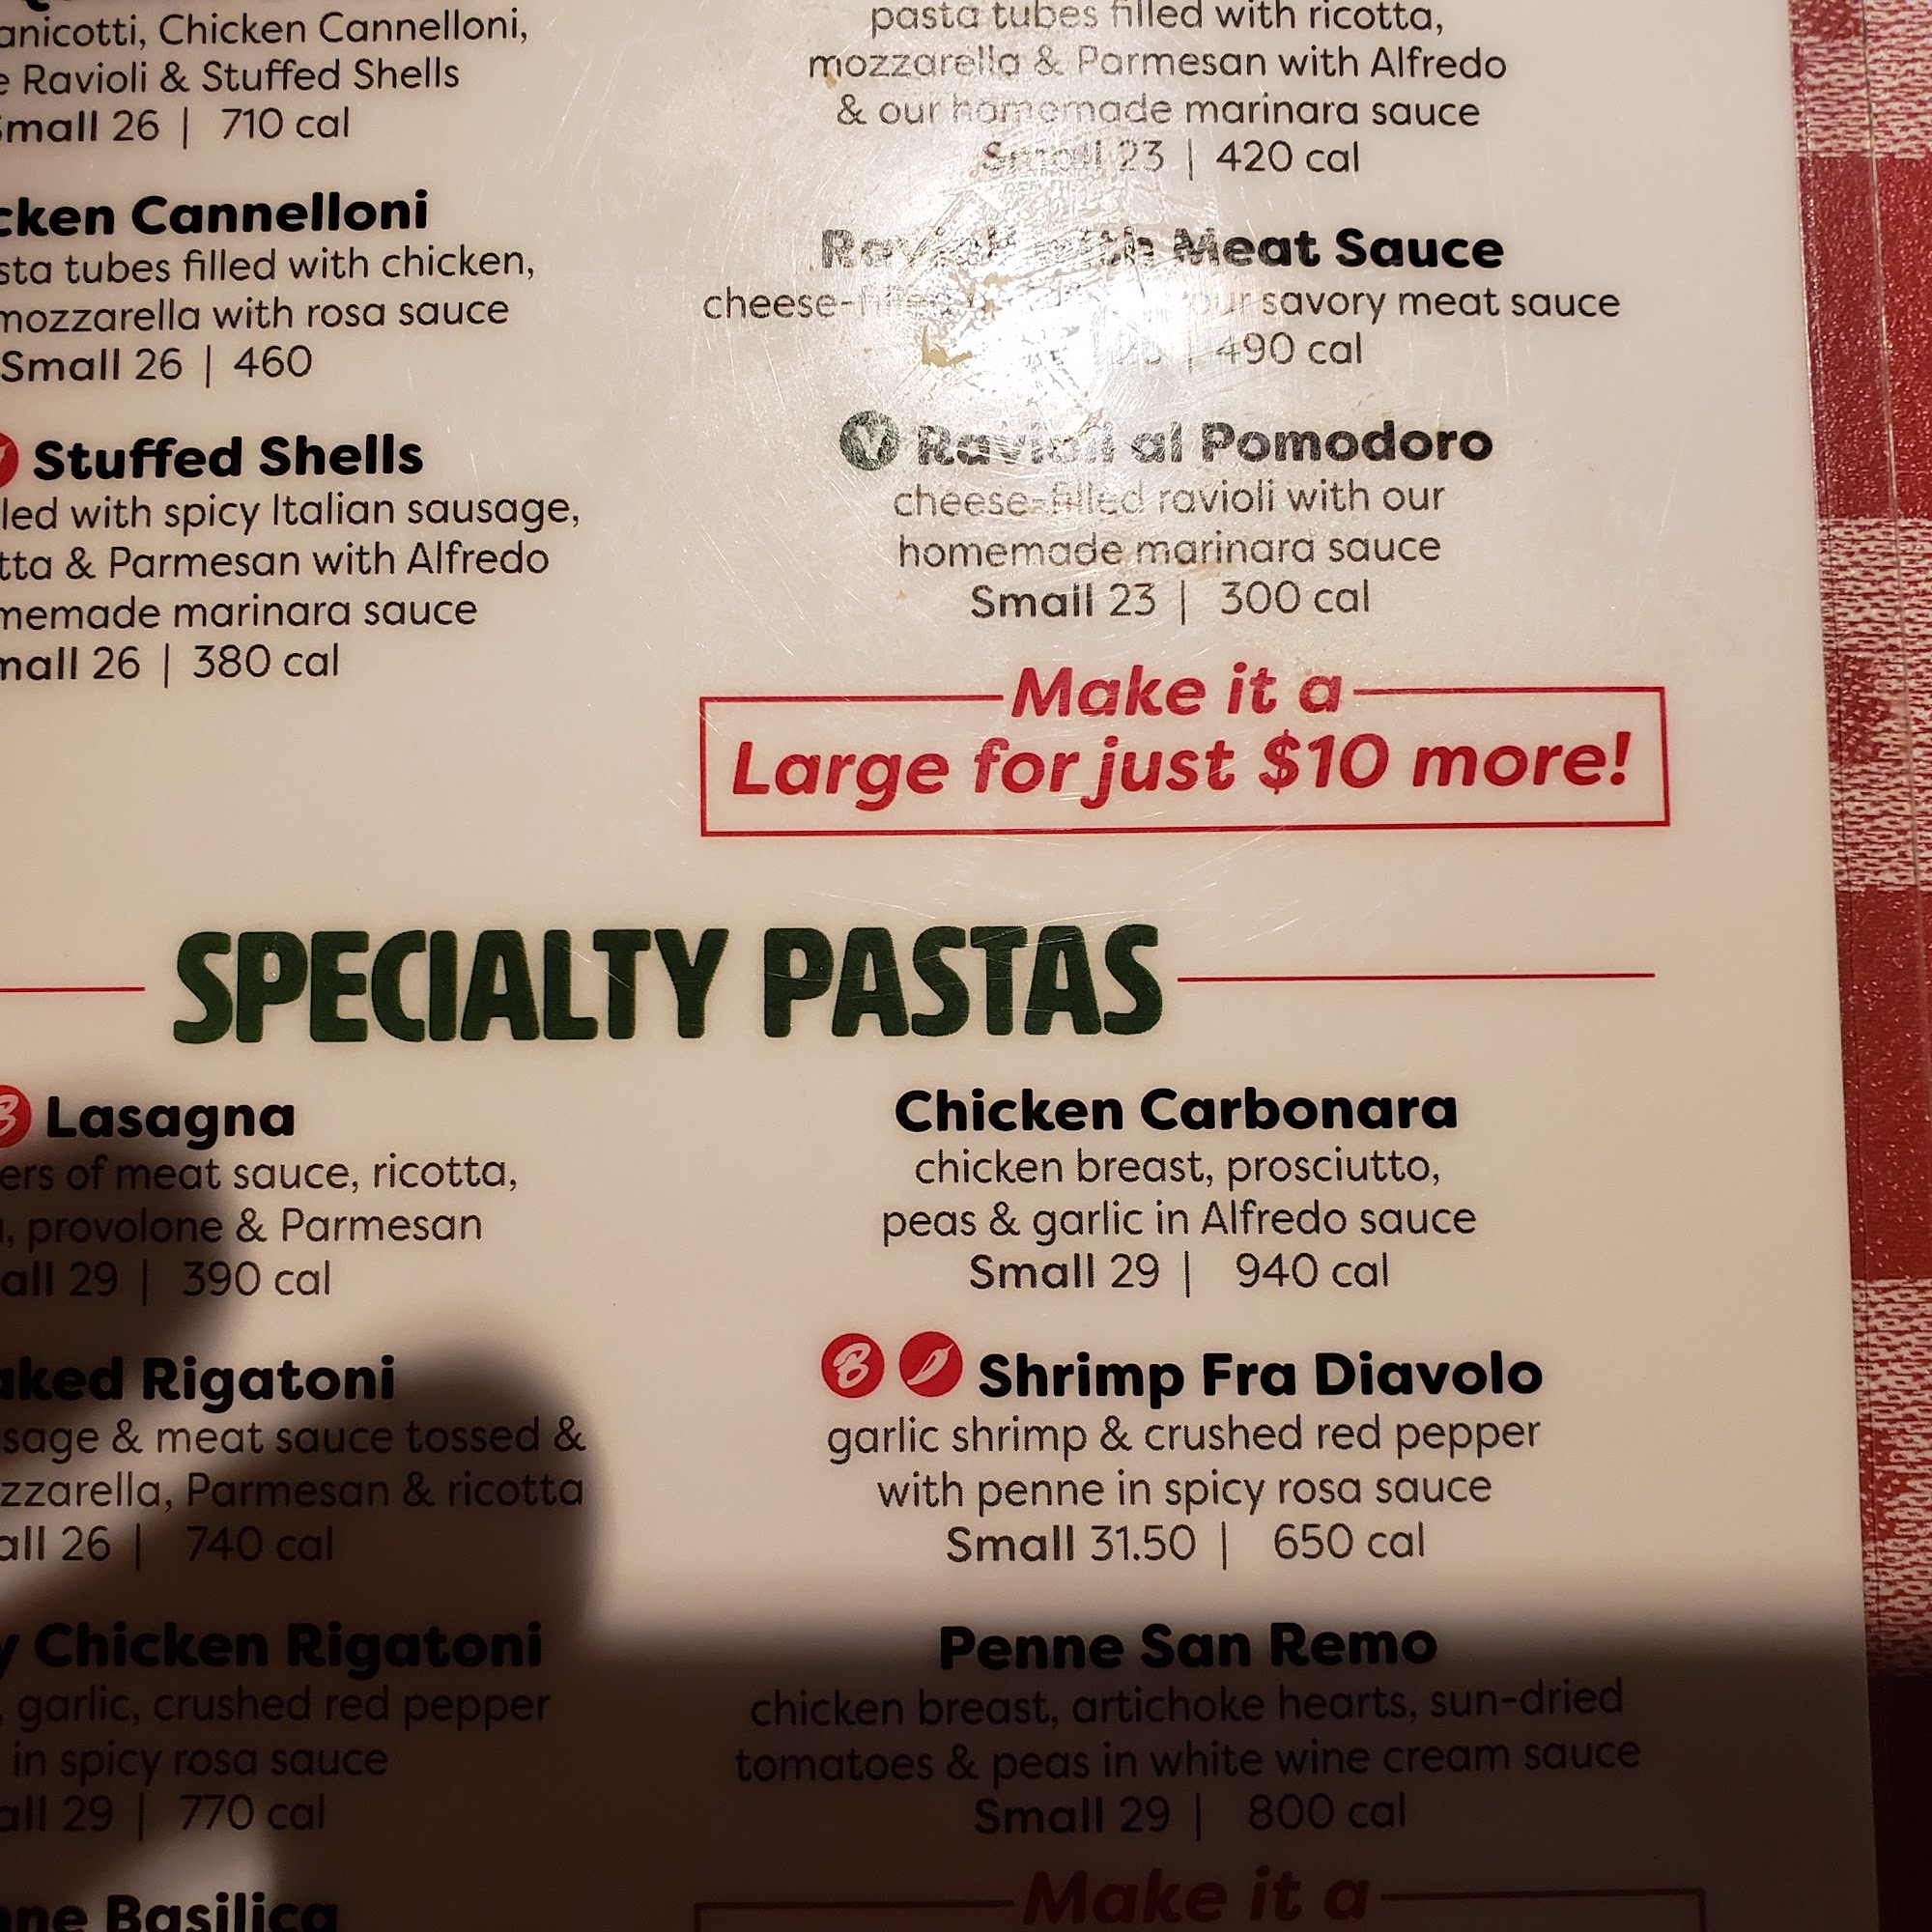 anicotti, Chicken Cannelloni,
Ravioli & Stuffed Shells
Small 26 | 710 cal
cken Cannelloni
sta tubes filled with chicken,
mozzarella with rosa sauce
Small 26 | 460
Stuffed Shells
led with spicy Italian sausage,
tta & Parmesan with Alfredo
memade marinara sauce
mall 26 | 380 cal
pasta tubes filled with ricotta,
mozzarella & Parmesan with Alfredo
& our homemade marinara sauce
Small 23 | 420 cal
Ravioli with Meat Sauce
cheese-filled our savory meat sauce
| 490 cal
V Ravioli al Pomodoro
cheese-filled ravioli with our
homemade marinara sauce
Small 23 | 300 cal
Make it a
Large for just $10 more!
SPECIALTY PASTAS
B Lasagna
ers of meat sauce, ricotta,
, provolone & Parmesan
all 29 | 390 cal
aked Rigatoni
sage & meat sauce tossed &
zzarella, Parmesan & ricotta
all 26 | 740 cal
y Chicken Rigatoni
, garlic, crushed red pepper
in spicy rosa sauce
all 29 | 770 cal
nne Basilica
Chicken Carbonara
chicken breast, prosciutto,
peas & garlic in Alfredo sauce
Small 29 | 940 cal
B Shrimp Fra Diavolo
garlic shrimp & crushed red pepper
with penne in spicy rosa sauce
Small 31.50 | 650 cal
Penne San Remo
chicken breast, artichoke hearts, sun-dried
tomatoes & peas in white wine cream sauce
Small 29 | 800 cal
Make it a